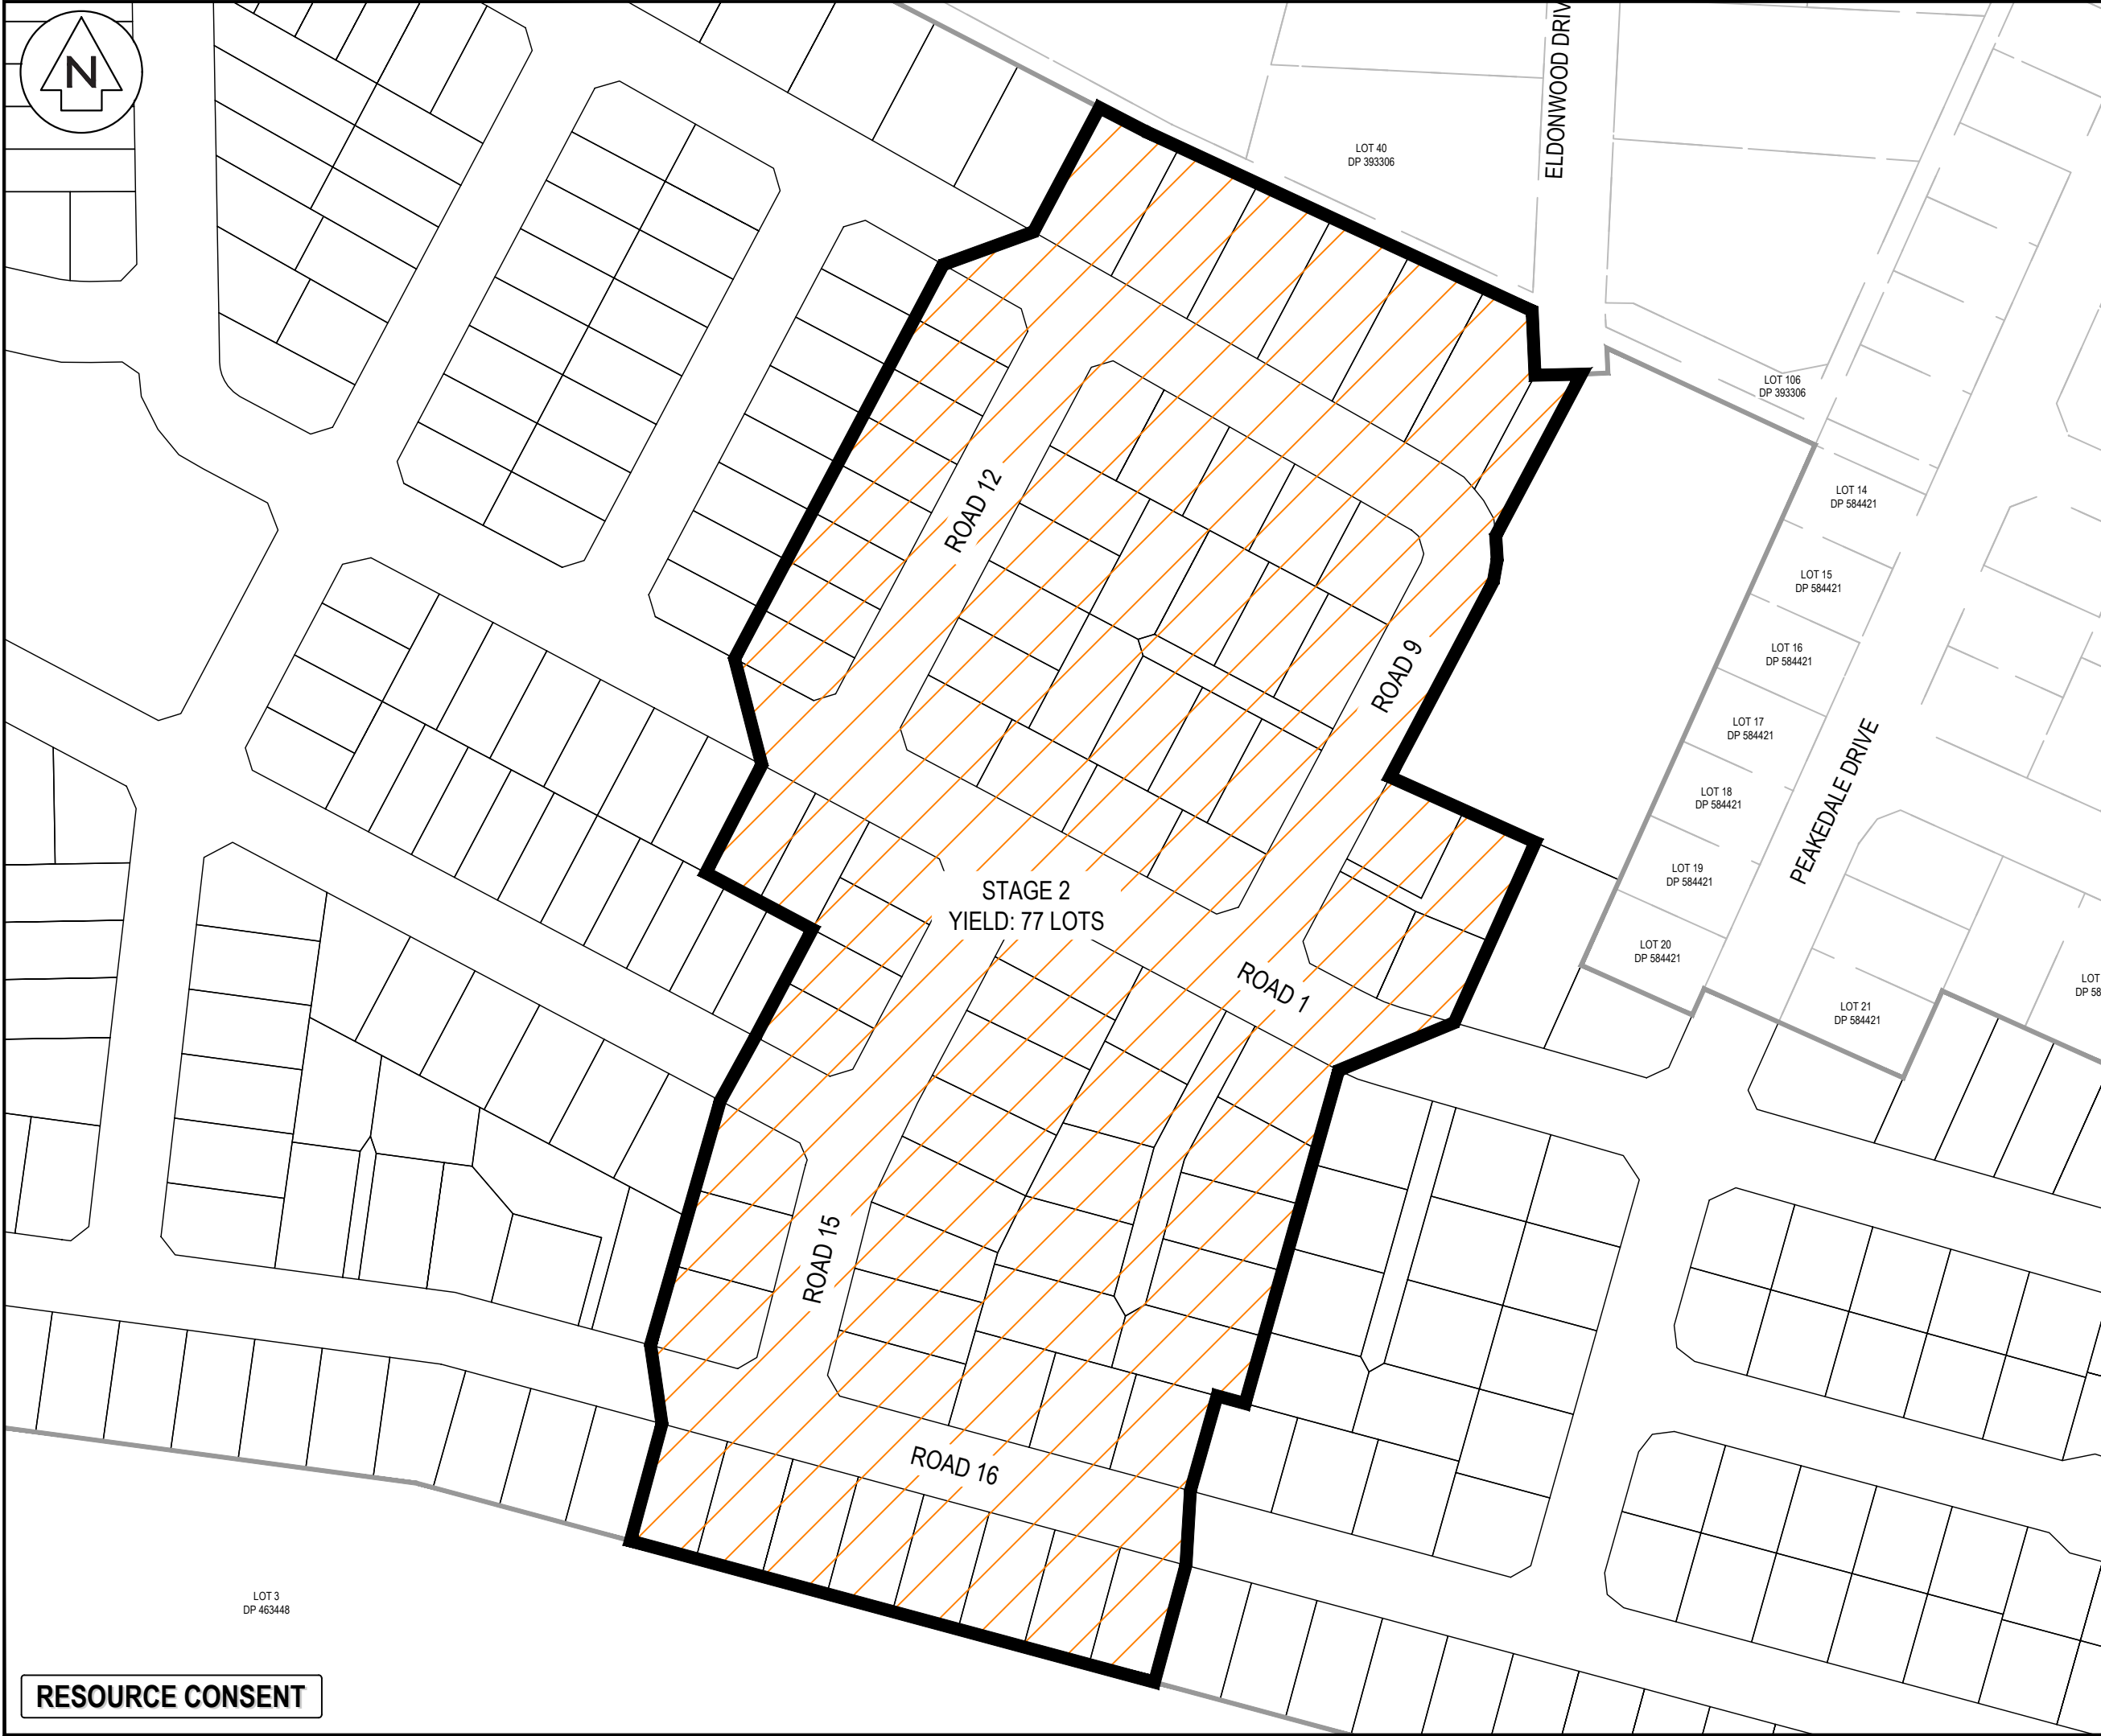 N
ELDONWOOD DRIV
LOT 40
DP 393306
LOT 106
DP 393306
LOT 14
DP 584421
ROAD 12
LOT 15
DP 584421
LOT 16
DP 584421
ROAD 9
LOT 17
DP 584421
LOT 18
DP 584421
PEAKEDALE DRIVE
LOT 19
DP 584421
STAGE 2
YIELD: 77 LOTS
LOT 20
DP 584421
ROAD 1
LOT
DP 58
LOT 21
DP 584421
ROAD 15
ROAD 16
LOT 3
DP 463448
RESOURCE CONSENT